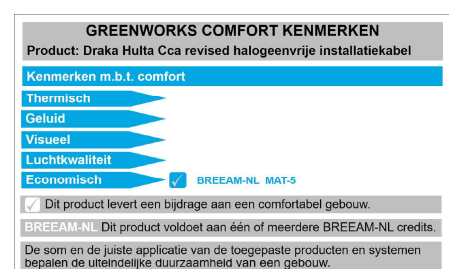 GREENWORKS COMFORT KENMERKEN
Product: Draka Hulta Cca revised halogeenvrije installatiekabel
Kenmerken m.b.t. comfort
Thermisch
Geluid
Visueel
Luchtkwaliteit
Economisch BREEAM-NL MAT-5
Dit product levert een bijdrage aan een comfortabel gebouw.
BREEAM-NL Dit product voldoet aan één of meerdere BREEAM-NL credits.
De som en de juiste applicatie van de toegepaste producten en systemen
bepalen de uiteindelijke duurzaamheid van een gebouw.